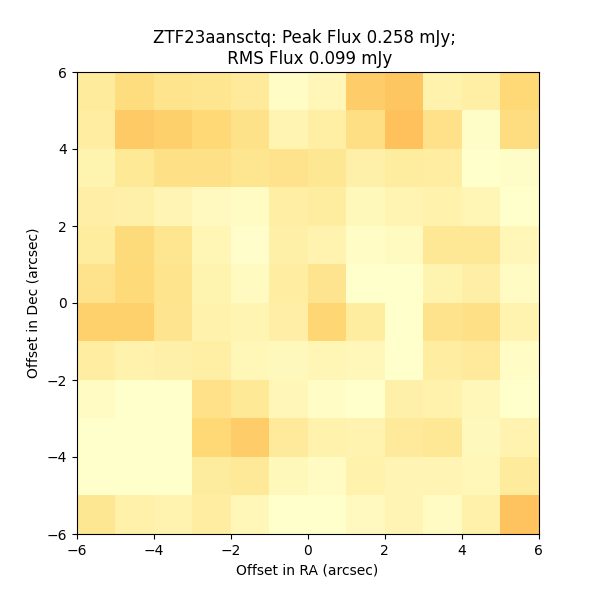 ZTF23aansctq: Peak Flux 0.258 mJy;
RMS Flux 0.099 mJy
6
4
2
0
−2
−4
−6
Offset in Dec (arcsec)
−6 −4 −2 0 2 4 6
Offset in RA (arcsec)